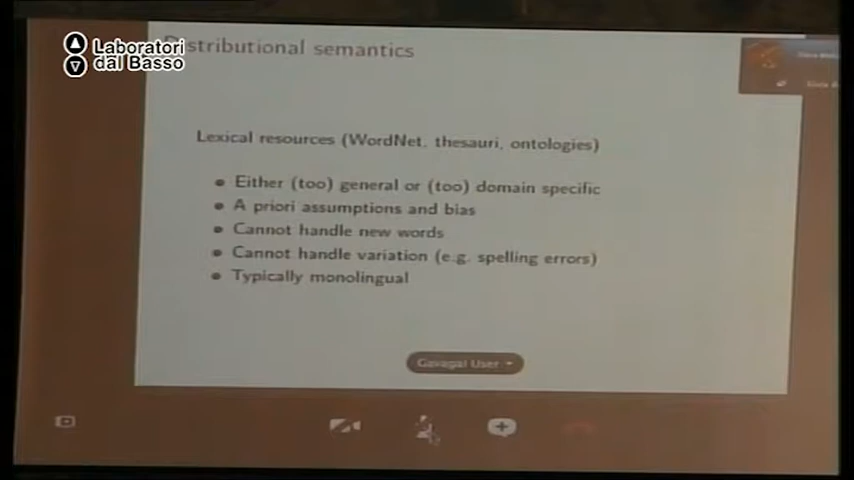 Laboratori
dal Basso
Distributional semantics
Lexical resources (WordNet, thesauri, ontologies)
Either (too) general or (too) domain specific
A priori assumptions and bias
Cannot handle new words
Cannot handle variation (e.g. spelling errors)
Typically monolingual
Gavagai User